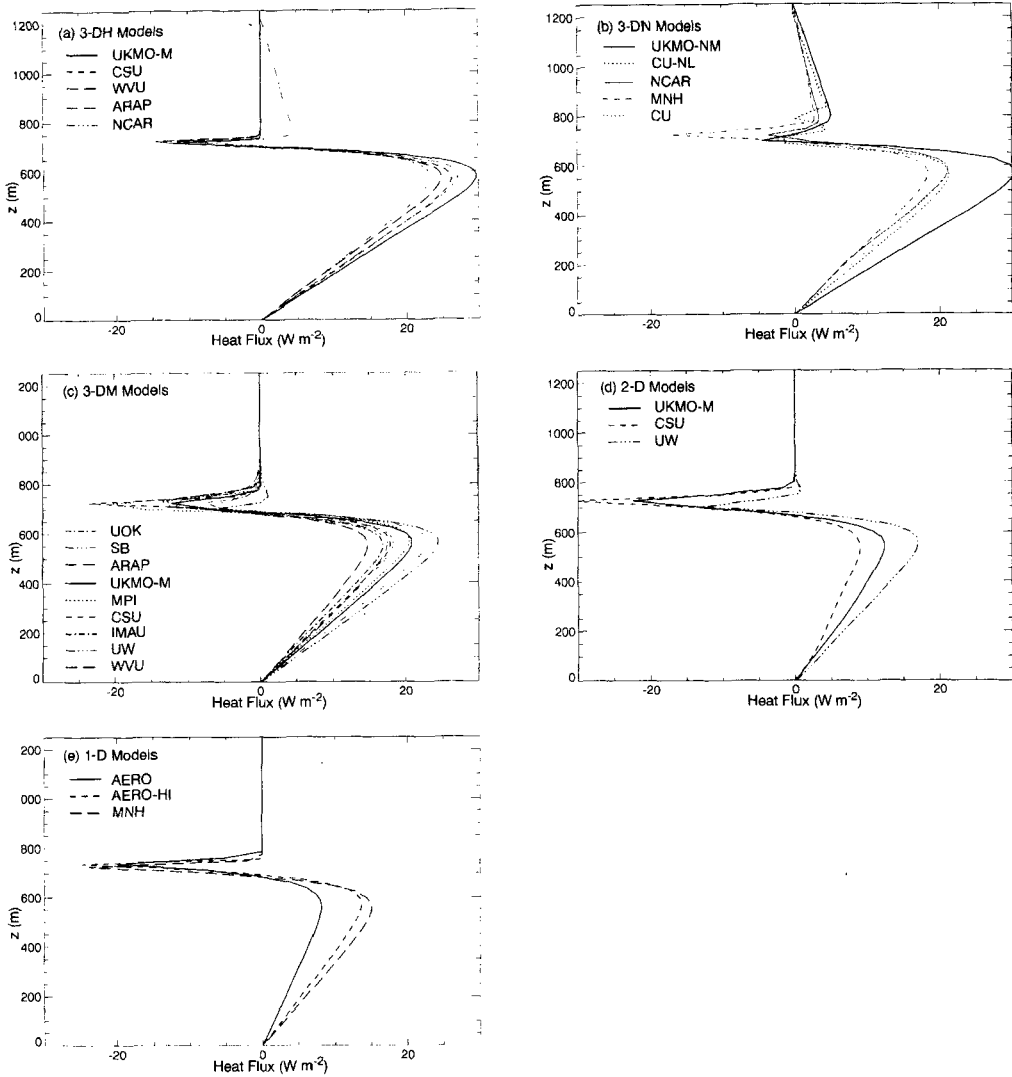 (a) 3-DH Models
UKMO-M
CSU
WVU
ARAP
NCAR
1200
1000
800
600
400
200
0
z (m)
-20
0
20
Heat Flux (W m-2)
(b) 3-DN Models
UKMO-NM
CU-NL
NCAR
MNH
CU
1200
1000
800
600
400
200
0
z (m)
-20
0
20
Heat Flux (W m-2)
(c) 3-DM Models
UOK
SB
ARAP
UKMO-M
MPI
CSU
IMAU
UW
WVU
200
000
800
600
400
200
0
z (m)
-20
0
20
Heat Flux (W m-2)
(d) 2-D Models
UKMO-M
CSU
UW
1200
1000
800
600
400
200
0
z (m)
-20
0
20
Heat Flux (W m-2)
(e) 1-D Models
AERO
AERO-HI
MNH
200
000
800
600
400
200
0
z (m)
-20
0
20
Heat Flux (W m-2)